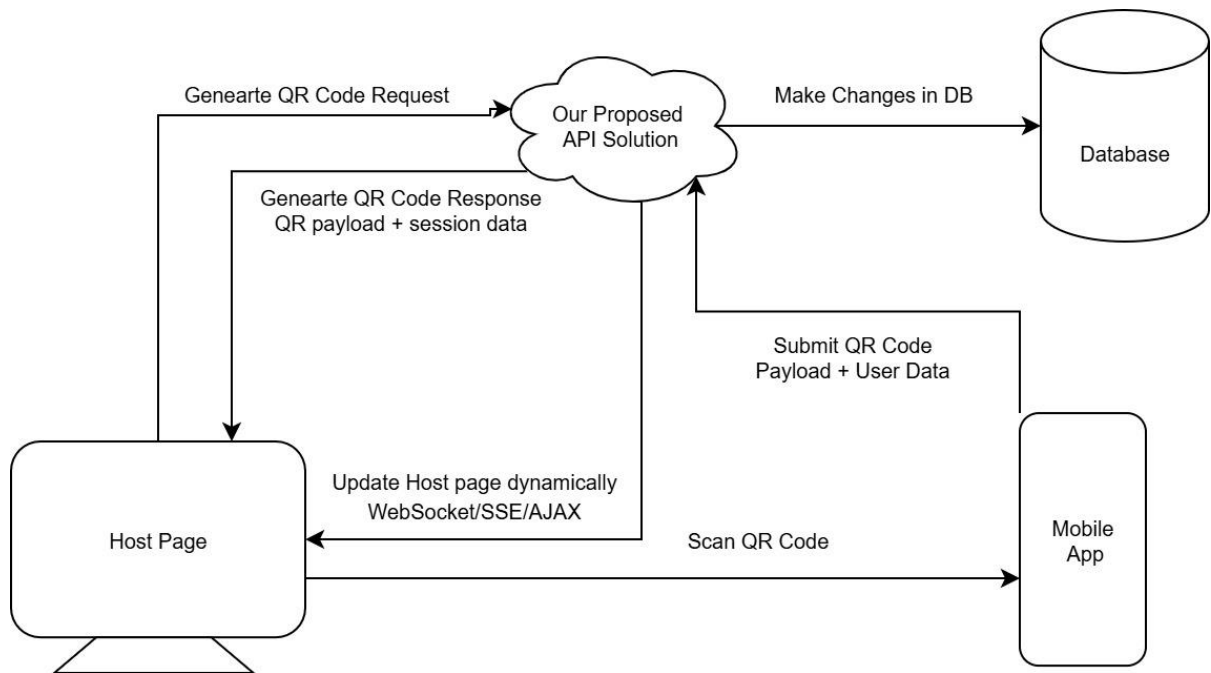 Genearte QR Code Request
Our Proposed
API Solution
Make Changes in DB
Database
Genearte QR Code Response
QR payload + session data
Submit QR Code
Payload + User Data
Update Host page dynamically
WebSocket/SSE/AJAX
Host Page
Scan QR Code
Mobile
App